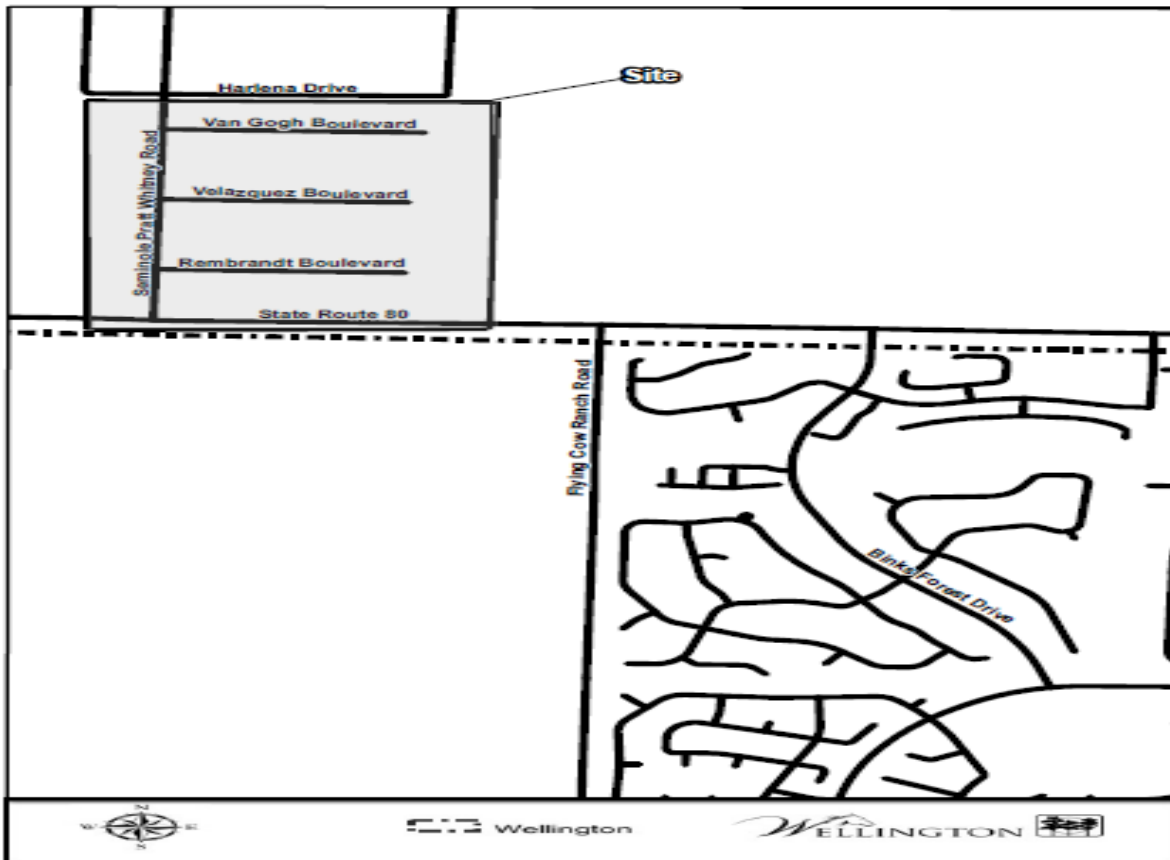 Site
Harlena Drive
Van Gogh Boulevard
Seminole Pratt Whitney Road
Velazquez Boulevard
Rembrandt Boulevard
State Route 80
Flying Cow Ranch Road
Binks Forest Drive
N
W E
S
Wellington
WELLINGTON